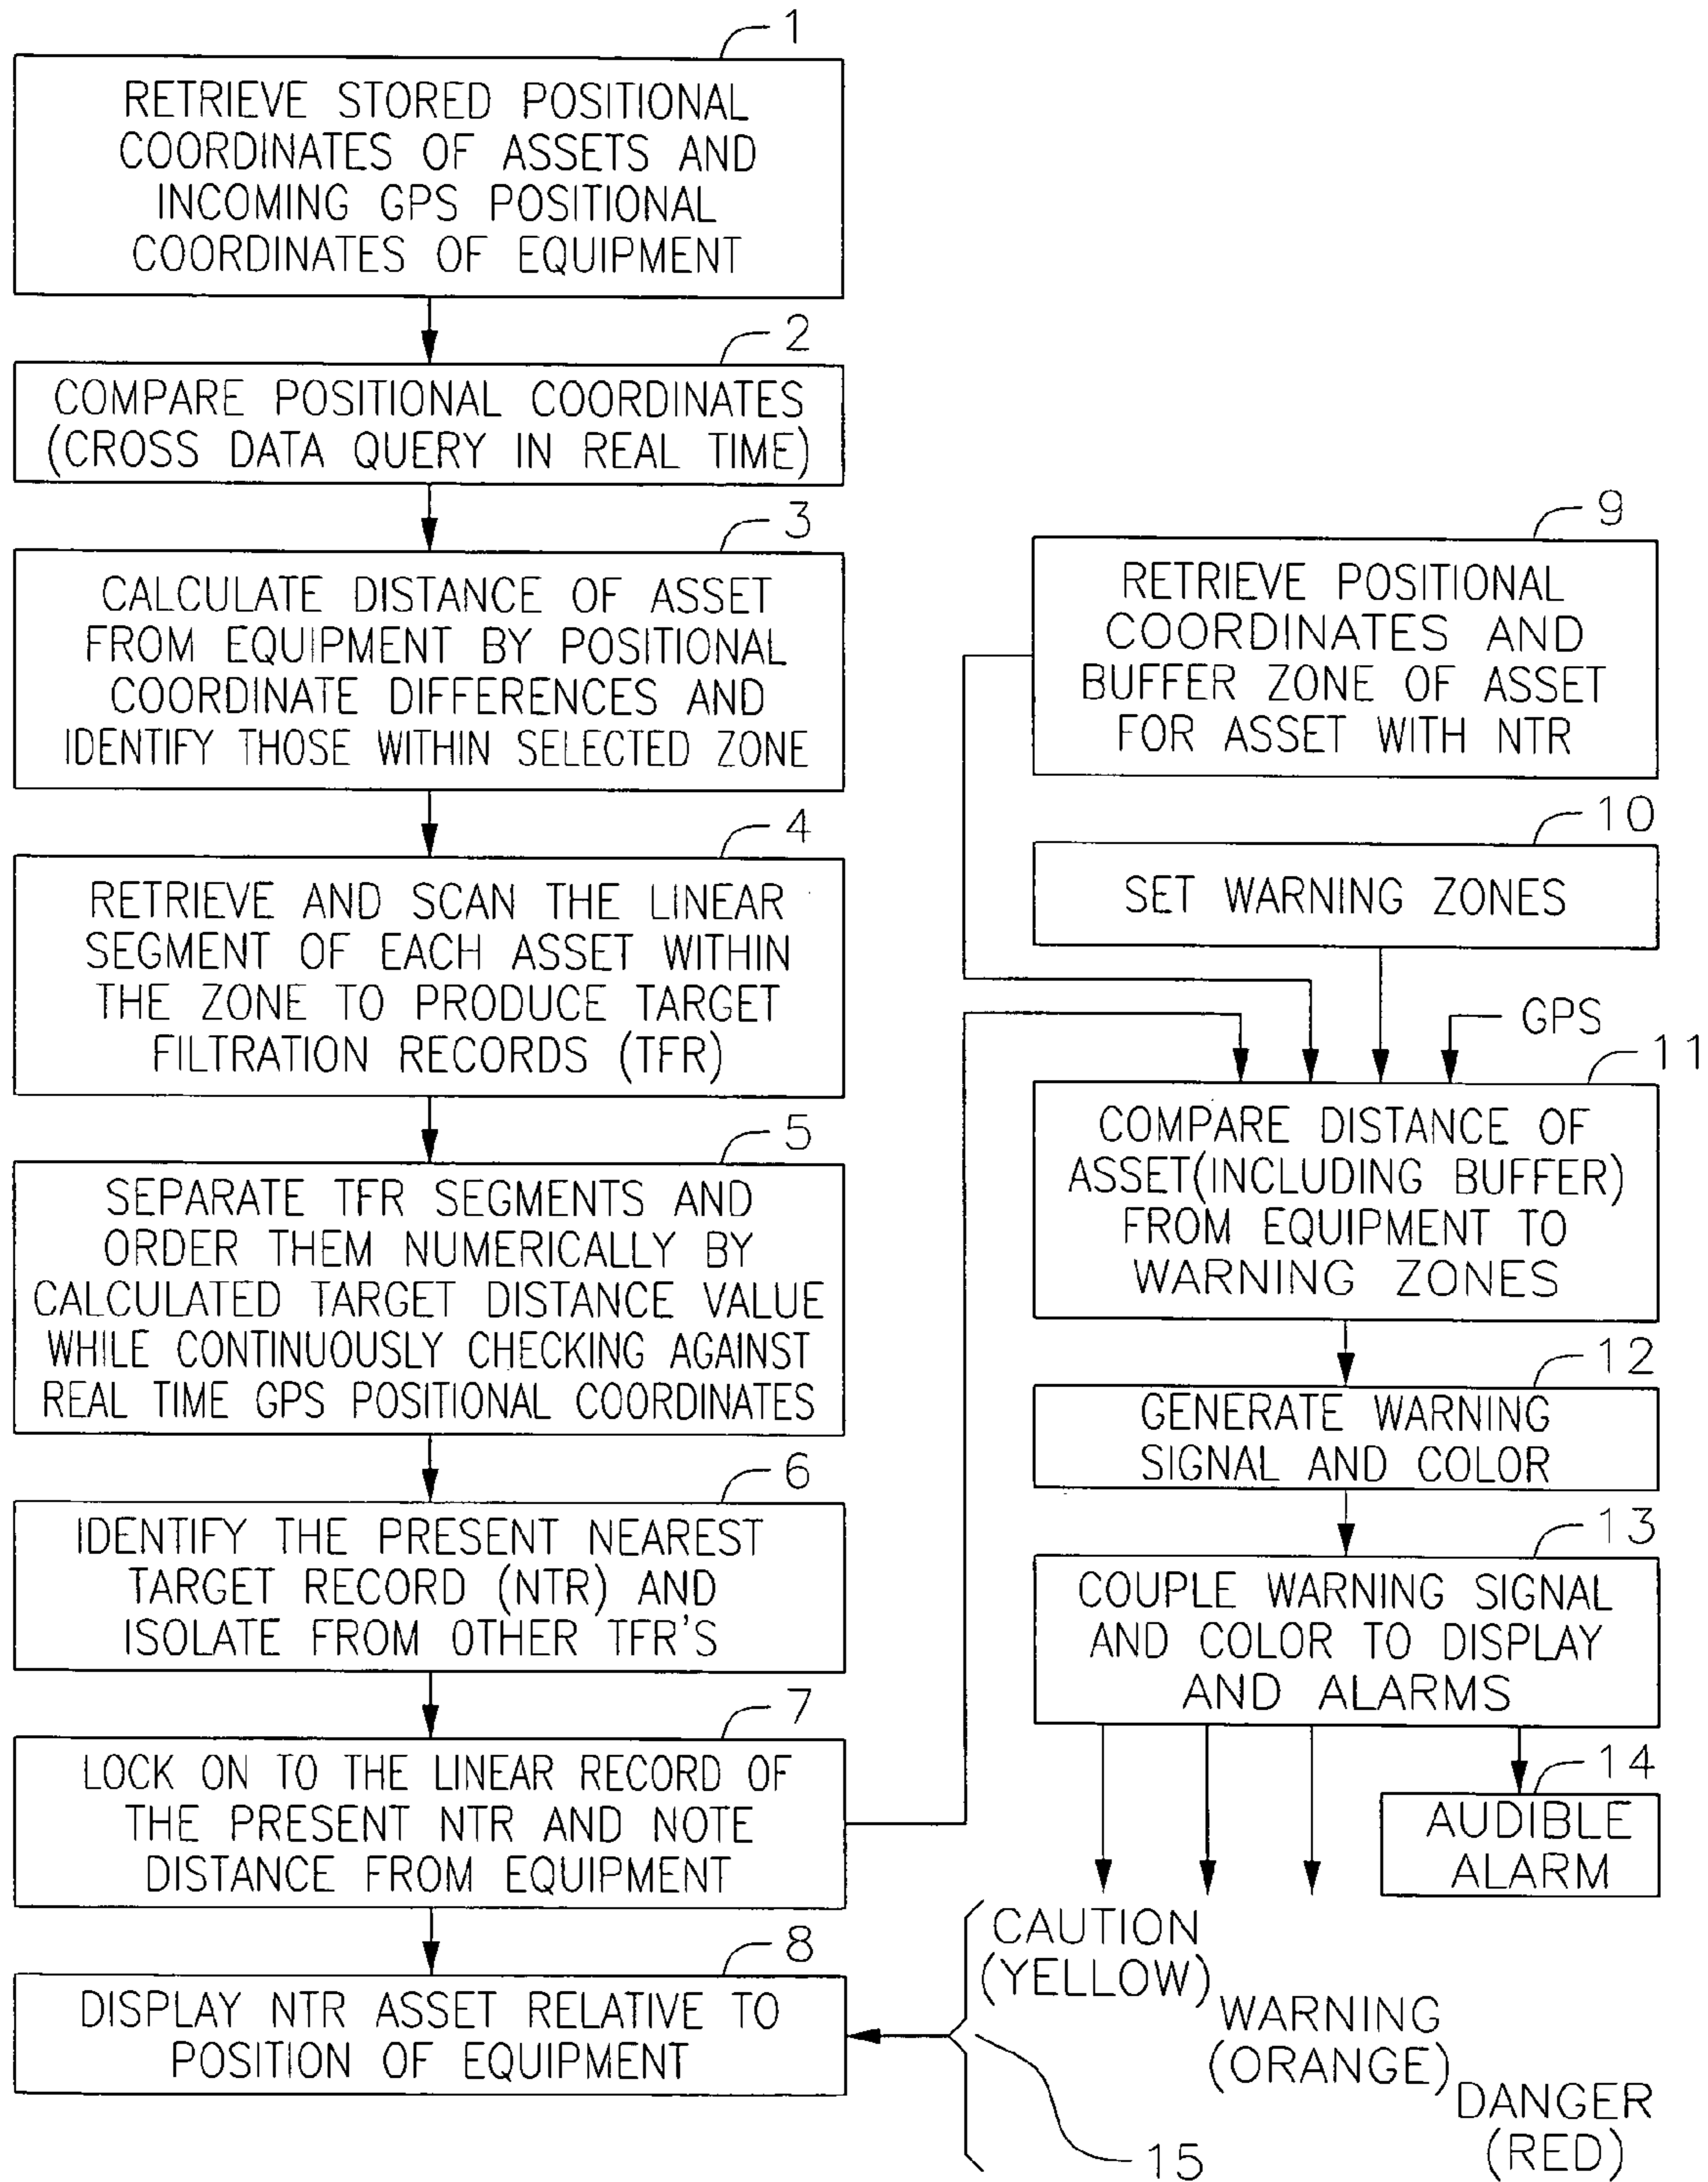 1
RETRIEVE STORED POSITIONAL
COORDINATES OF ASSETS AND
INCOMING GPS POSITIONAL
COORDINATES OF EQUIPMENT
2
COMPARE POSITIONAL COORDINATES
(CROSS DATA QUERY IN REAL TIME)
3
CALCULATE DISTANCE OF ASSET
FROM EQUIPMENT BY POSITIONAL
COORDINATE DIFFERENCES AND
IDENTIFY THOSE WITHIN SELECTED ZONE
4
RETRIEVE AND SCAN THE LINEAR
SEGMENT OF EACH ASSET WITHIN
THE ZONE TO PRODUCE TARGET
FILTRATION RECORDS (TFR)
5
SEPARATE TFR SEGMENTS AND
ORDER THEM NUMERICALLY BY
CALCULATED TARGET DISTANCE VALUE
WHILE CONTINUOUSLY CHECKING AGAINST
REAL TIME GPS POSITIONAL COORDINATES
6
IDENTIFY THE PRESENT NEAREST
TARGET RECORD (NTR) AND
ISOLATE FROM OTHER TFR'S
7
LOCK ON TO THE LINEAR RECORD OF
THE PRESENT NTR AND NOTE
DISTANCE FROM EQUIPMENT
8
DISPLAY NTR ASSET RELATIVE TO
POSITION OF EQUIPMENT
9
RETRIEVE POSITIONAL
COORDINATES AND
BUFFER ZONE OF ASSET
FOR ASSET WITH NTR
10
SET WARNING ZONES
GPS
11
COMPARE DISTANCE OF
ASSET(INCLUDING BUFFER)
FROM EQUIPMENT TO
WARNING ZONES
12
GENERATE WARNING
SIGNAL AND COLOR
13
COUPLE WARNING SIGNAL
AND COLOR TO DISPLAY
AND ALARMS
14
AUDIBLE
ALARM
CAUTION
(YELLOW)
WARNING
(ORANGE)
DANGER
(RED)
15